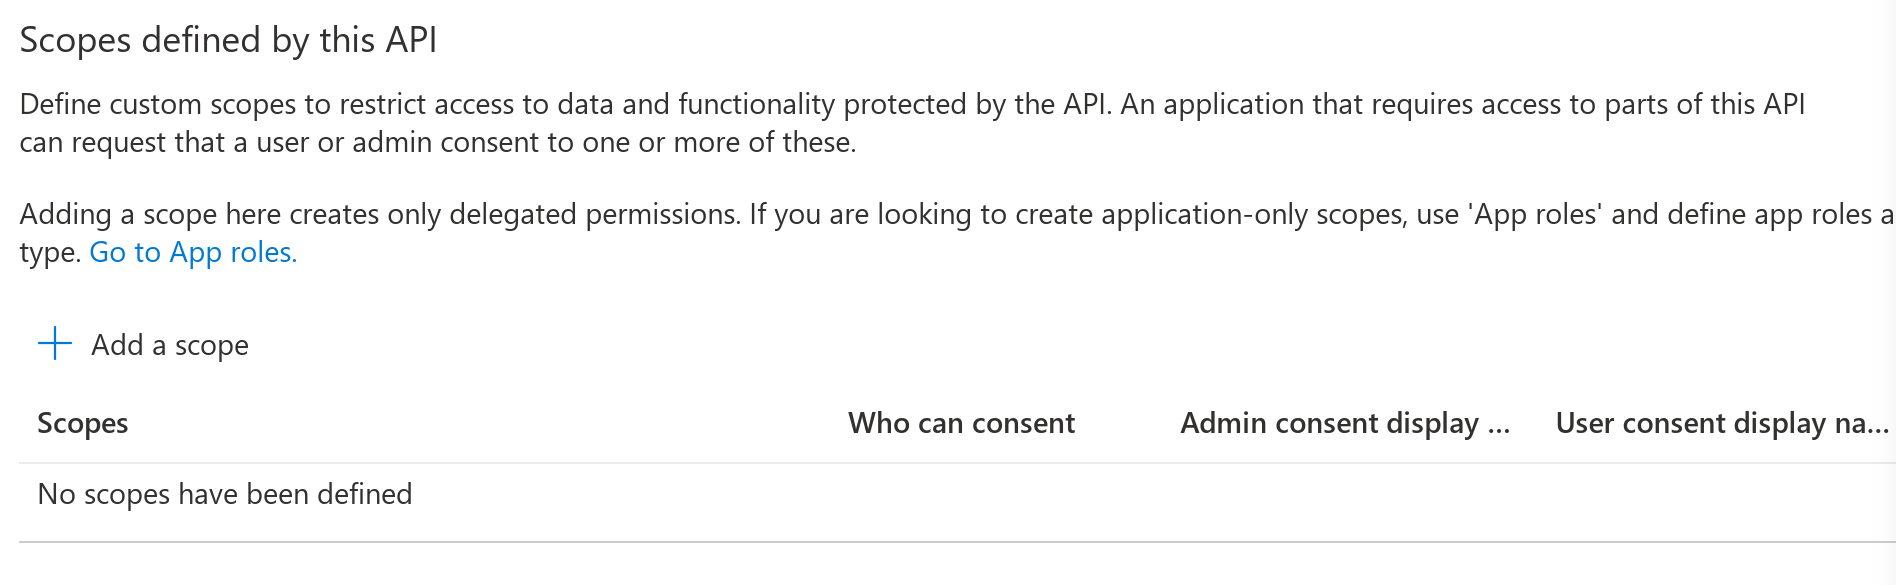 Scopes defined by this API
Define custom scopes to restrict access to data and functionality protected by the API. An application that requires access to parts of this API
can request that a user or admin consent to one or more of these.
Adding a scope here creates only delegated permissions. If you are looking to create application-only scopes, use 'App roles' and define app roles a
type. Go to App roles.
Add a scope
Scopes Who can consent Admin consent display ... User consent display na...
No scopes have been defined